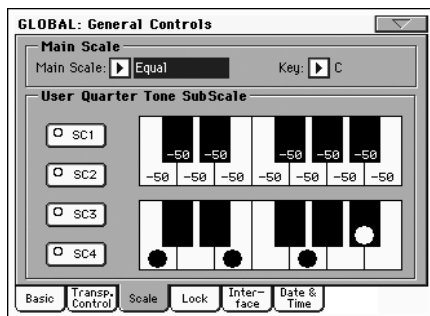 GLOBAL: General Controls
Main Scale
Main Scale: Equal Key: C
User Quarter Tone SubScale
SC1
SC2
SC3
SC4
-50 -50 -50 -50 -50
-50 -50 -50 -50 -50 -50 -50
Basic Transp. Control Scale Lock Inter-face Date & Time